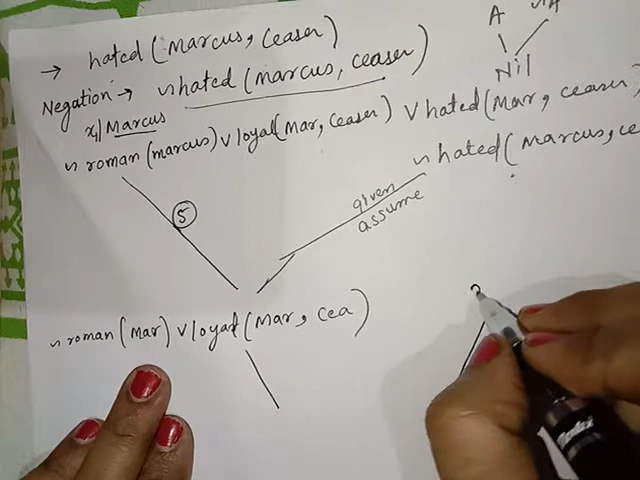 → hated (Marcus, Ceaser)
Negation → ~hated (marcus, ceaser)
A
Nil
x1/Marcus
~ roman (marcus) V loyal (Mar, Ceaser) V hated (Mar, ceaser)
~ hated (Marcus, ce
5
given
assume
~ roman (Mar) V loyal (Mar, Cea)